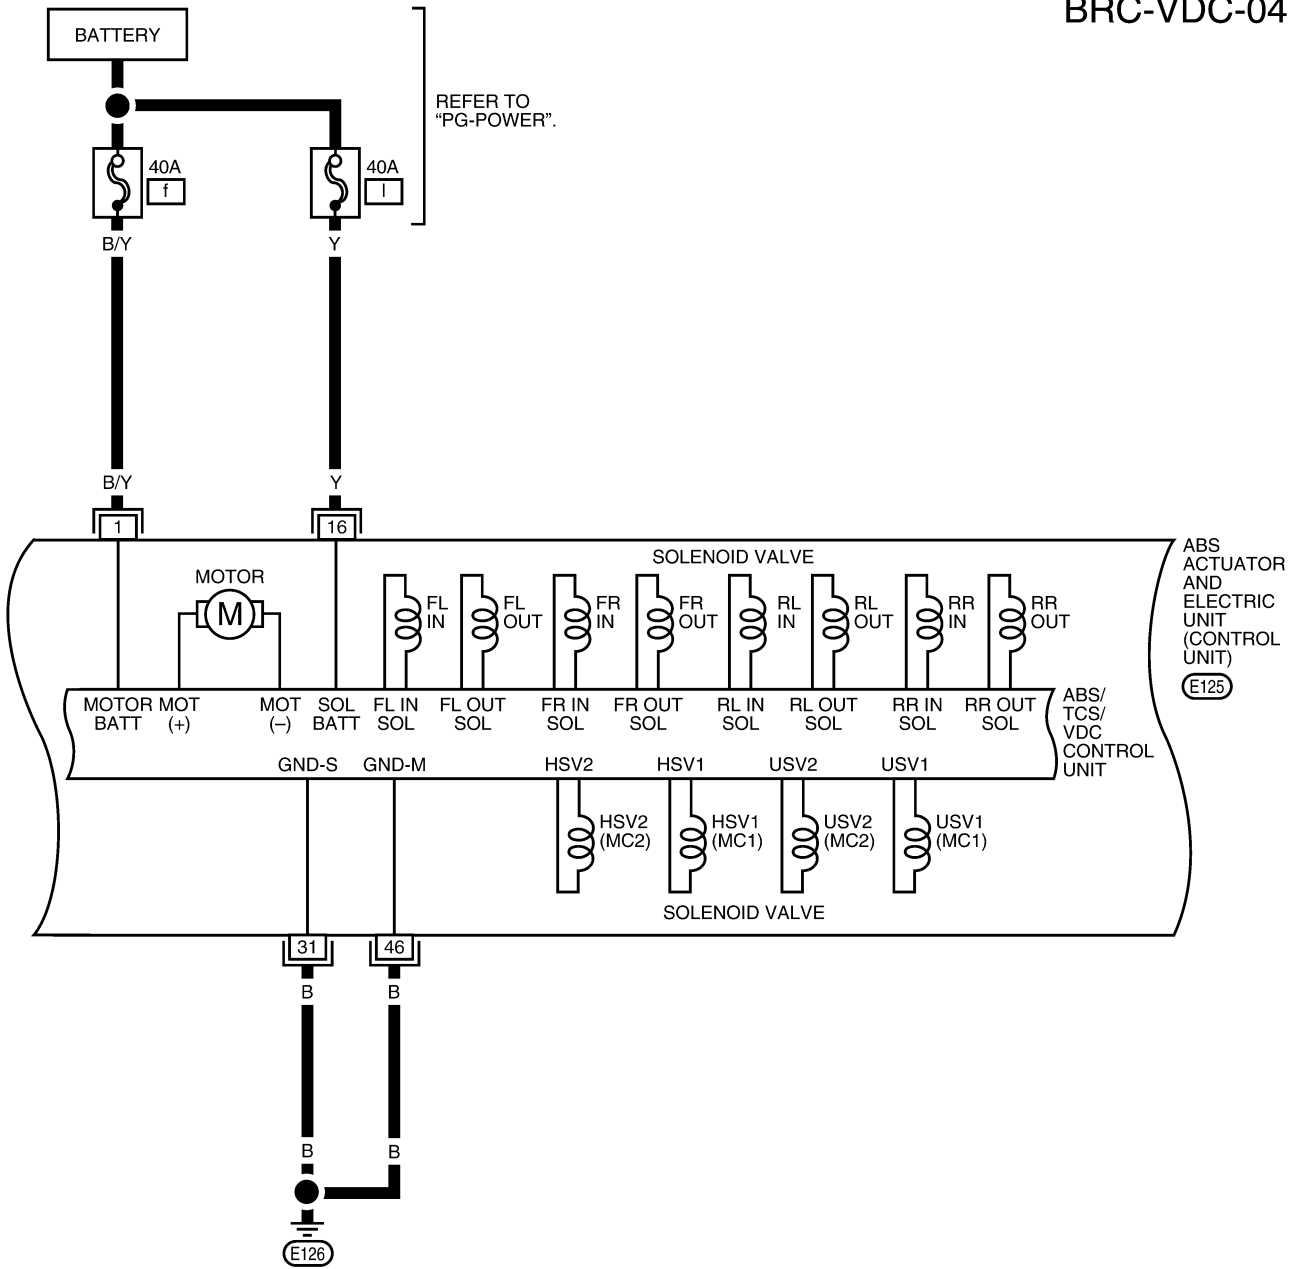 BRC-VDC-04
BATTERY
REFER TO
“PG-POWER”.
40A
f
40A
l
B/Y
Y
B/Y
Y
1
16
SOLENOID VALVE
MOTOR
M
FL
IN
FL
OUT
FR
IN
FR
OUT
RL
IN
RL
OUT
RR
IN
RR
OUT
ABS
ACTUATOR
AND
ELECTRIC
UNIT
(CONTROL
UNIT)
E125
MOTOR
BATT
MOT
(+)
MOT
(–)
SOL
BATT
FL IN
SOL
FL OUT
SOL
FR IN
SOL
FR OUT
SOL
RL IN
SOL
RL OUT
SOL
RR IN
SOL
RR OUT
SOL
ABS/
TCS/
VDC
CONTROL
UNIT
GND-S
GND-M
HSV2
HSV1
USV2
USV1
HSV2
(MC2)
HSV1
(MC1)
USV2
(MC2)
USV1
(MC1)
SOLENOID VALVE
31
46
B
B
B
B
E126